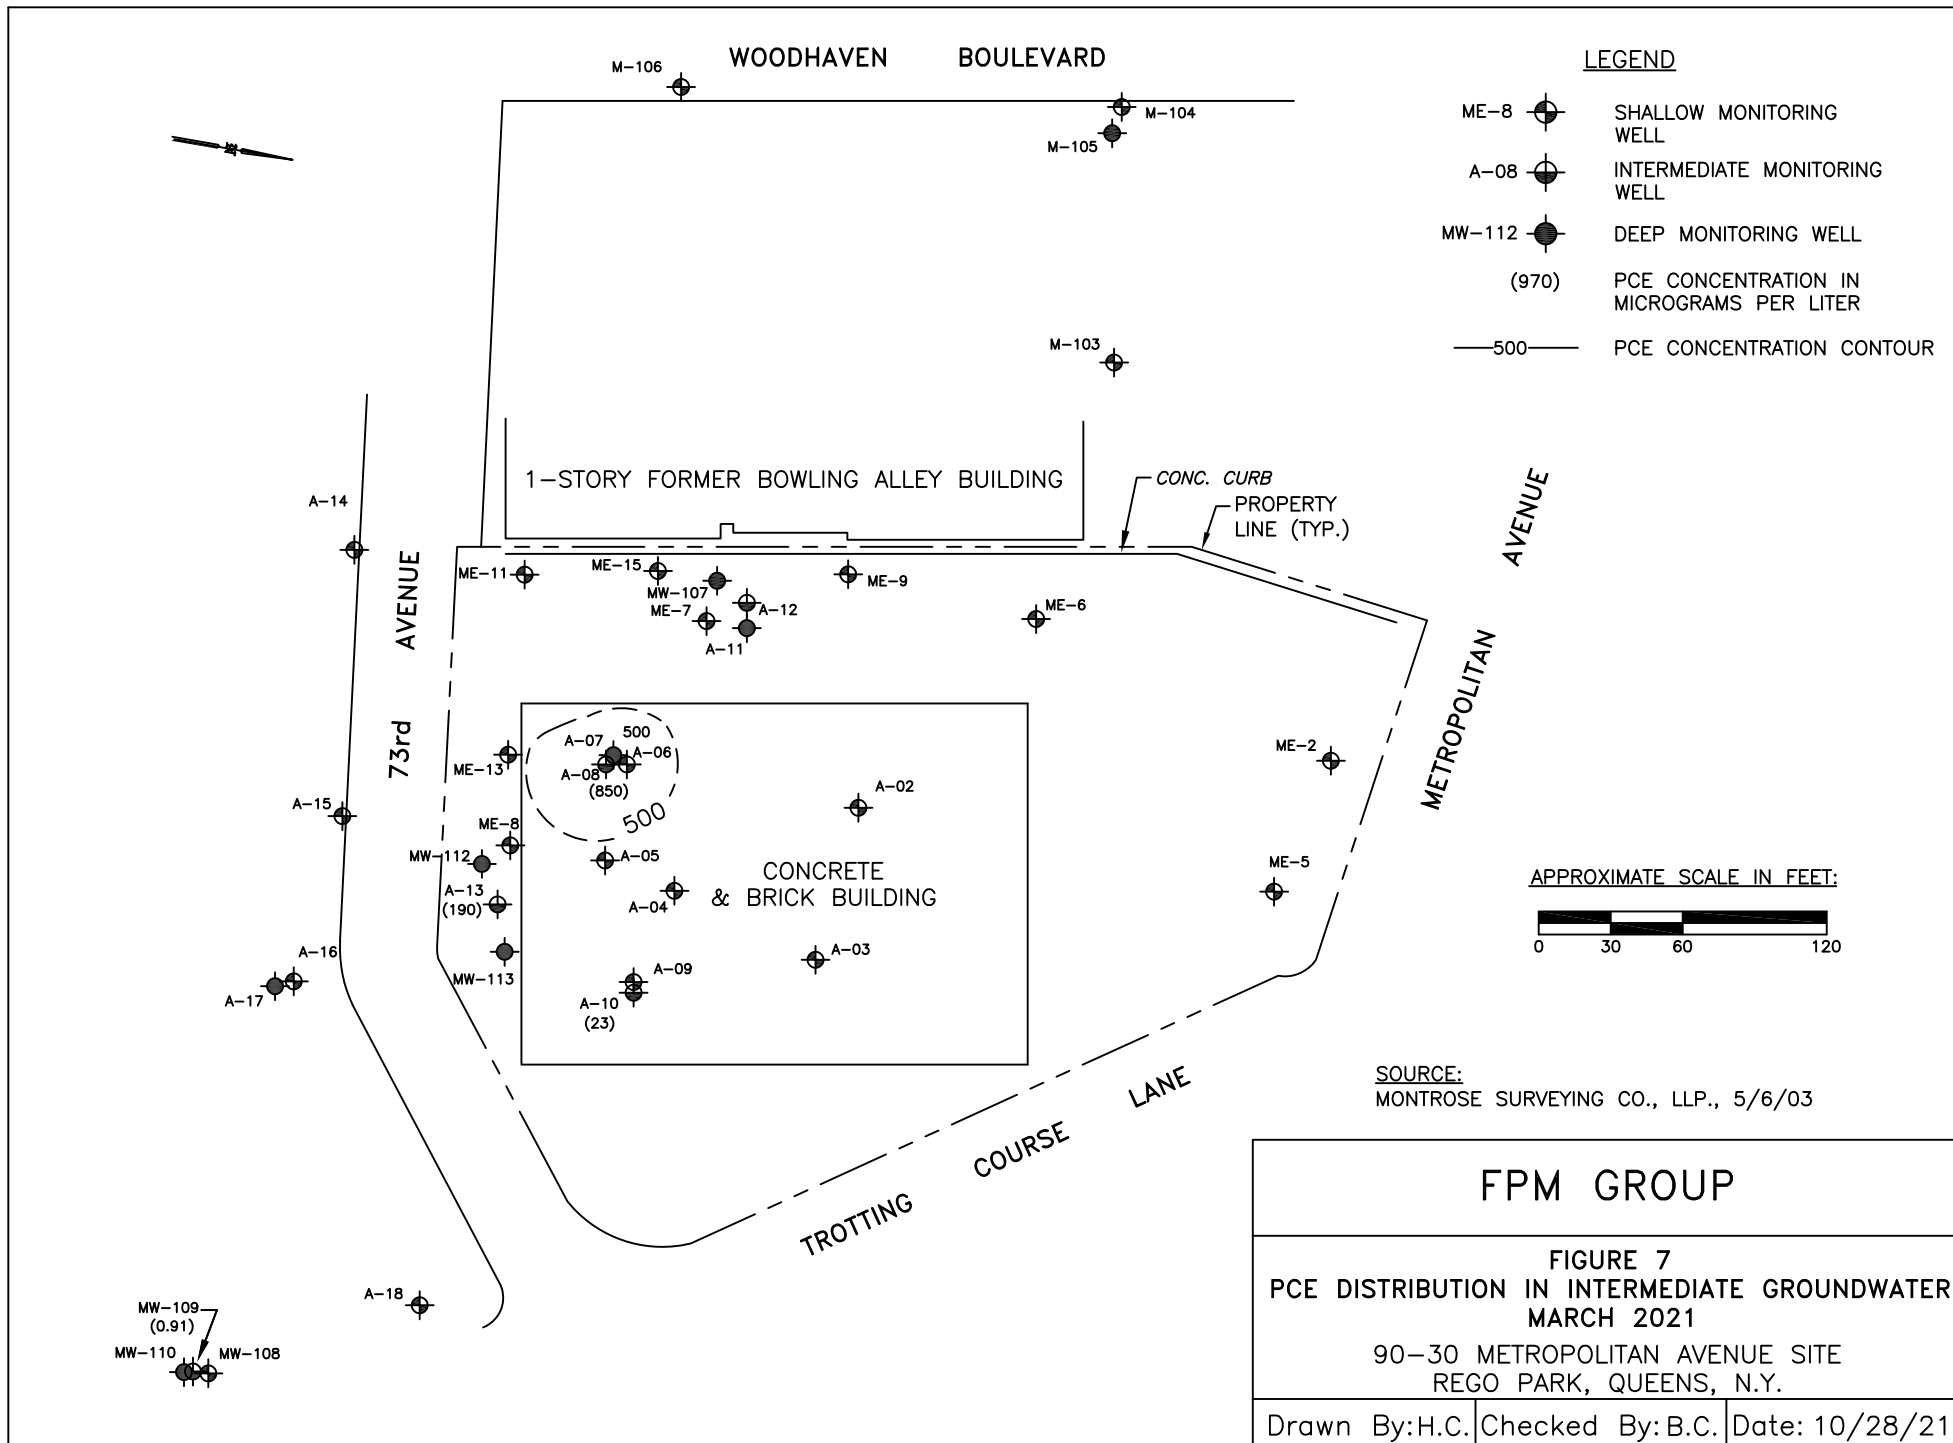 WOODHAVEN BOULEVARD
M-106
M-104
M-105
M-103
LEGEND
ME-8 SHALLOW MONITORING
WELL
A-08 INTERMEDIATE MONITORING
WELL
MW-112 DEEP MONITORING WELL
(970) PCE CONCENTRATION IN
MICROGRAMS PER LITER
500 PCE CONCENTRATION CONTOUR
1-STORY FORMER BOWLING ALLEY BUILDING
CONC. CURB
PROPERTY
LINE (TYP.)
METROPOLITAN AVENUE
73rd AVENUE
A-14
ME-11
ME-15
MW-107
ME-7
A-12
A-11
ME-9
ME-6
ME-13
A-07
500
A-06
A-08
(850)
500
A-02
ME-2
A-15
ME-8
MW-112
A-05
A-13
(190)
A-04
CONCRETE
& BRICK BUILDING
ME-5
A-16
A-17
MW-113
A-09
A-10
(23)
A-03
APPROXIMATE SCALE IN FEET:
0 30 60 120
TROTTING COURSE LANE
A-18
MW-109
(0.91)
MW-110
MW-108
SOURCE:
MONTROSE SURVEYING CO., LLP., 5/6/03
FPM GROUP
FIGURE 7
PCE DISTRIBUTION IN INTERMEDIATE GROUNDWATER
MARCH 2021
90-30 METROPOLITAN AVENUE SITE
REGO PARK, QUEENS, N.Y.
Drawn By: H.C. Checked By: B.C. Date: 10/28/21